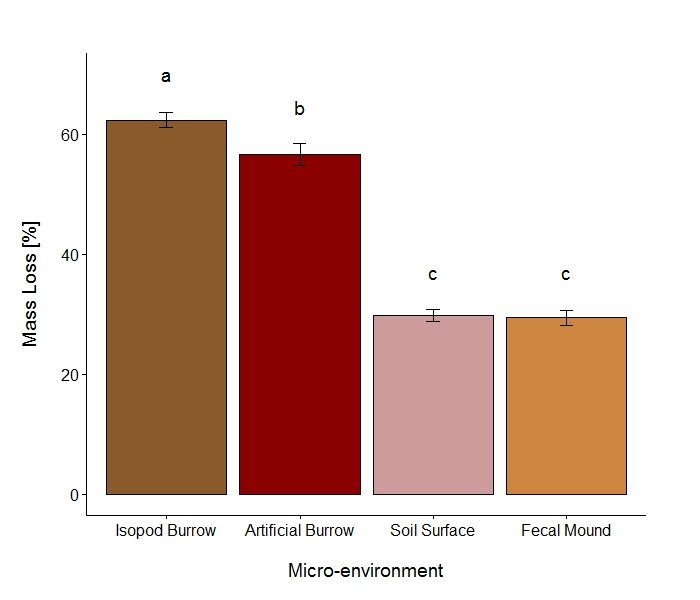 a
b
c c
60
40
20
0
Mass Loss [%]
Isopod Burrow Artificial Burrow Soil Surface Fecal Mound
Micro-environment